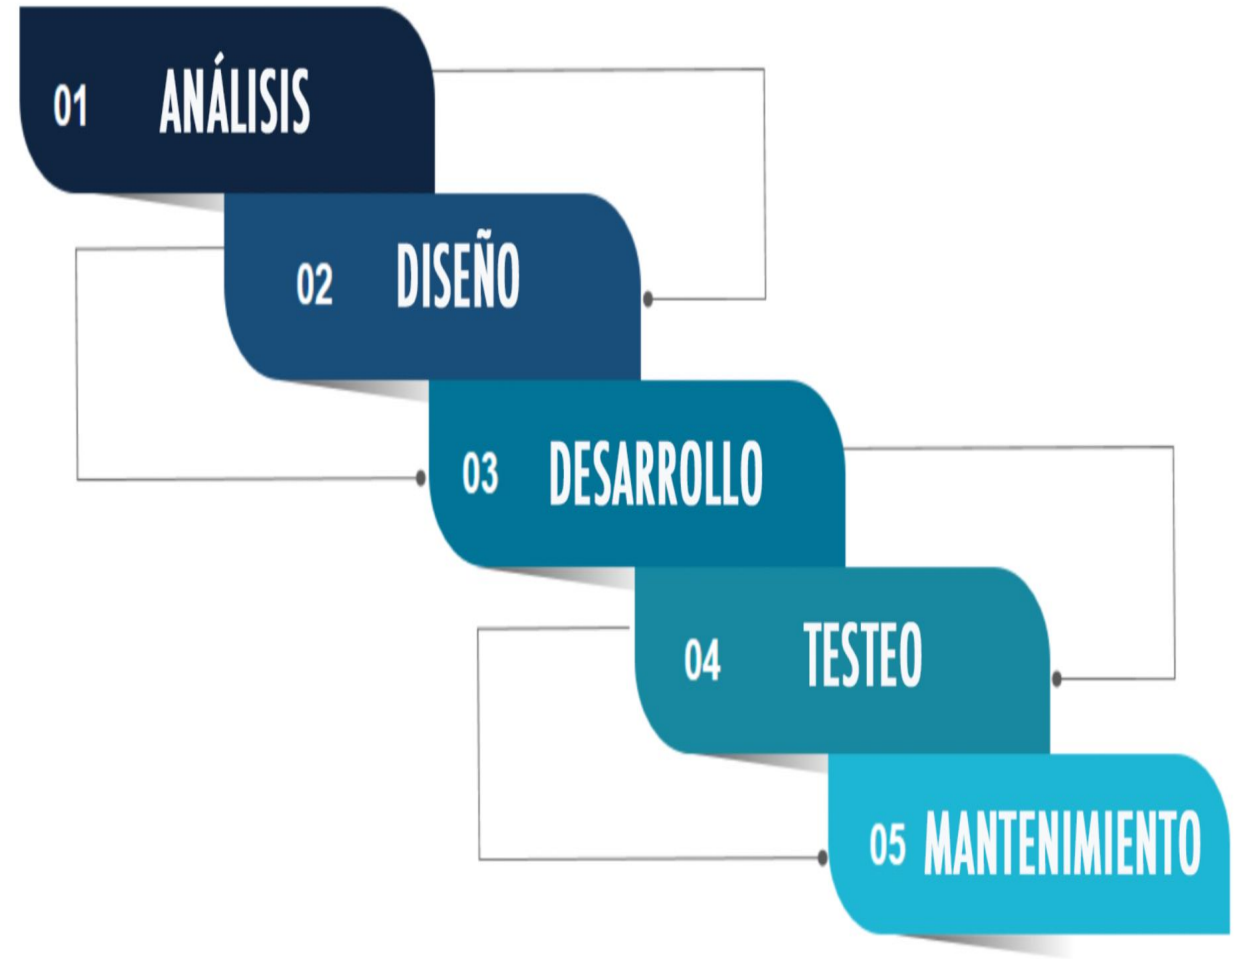 01 ANÁLISIS
02 DISEÑO
03 DESARROLLO
04 TESTEO
05 MANTENIMIENTO